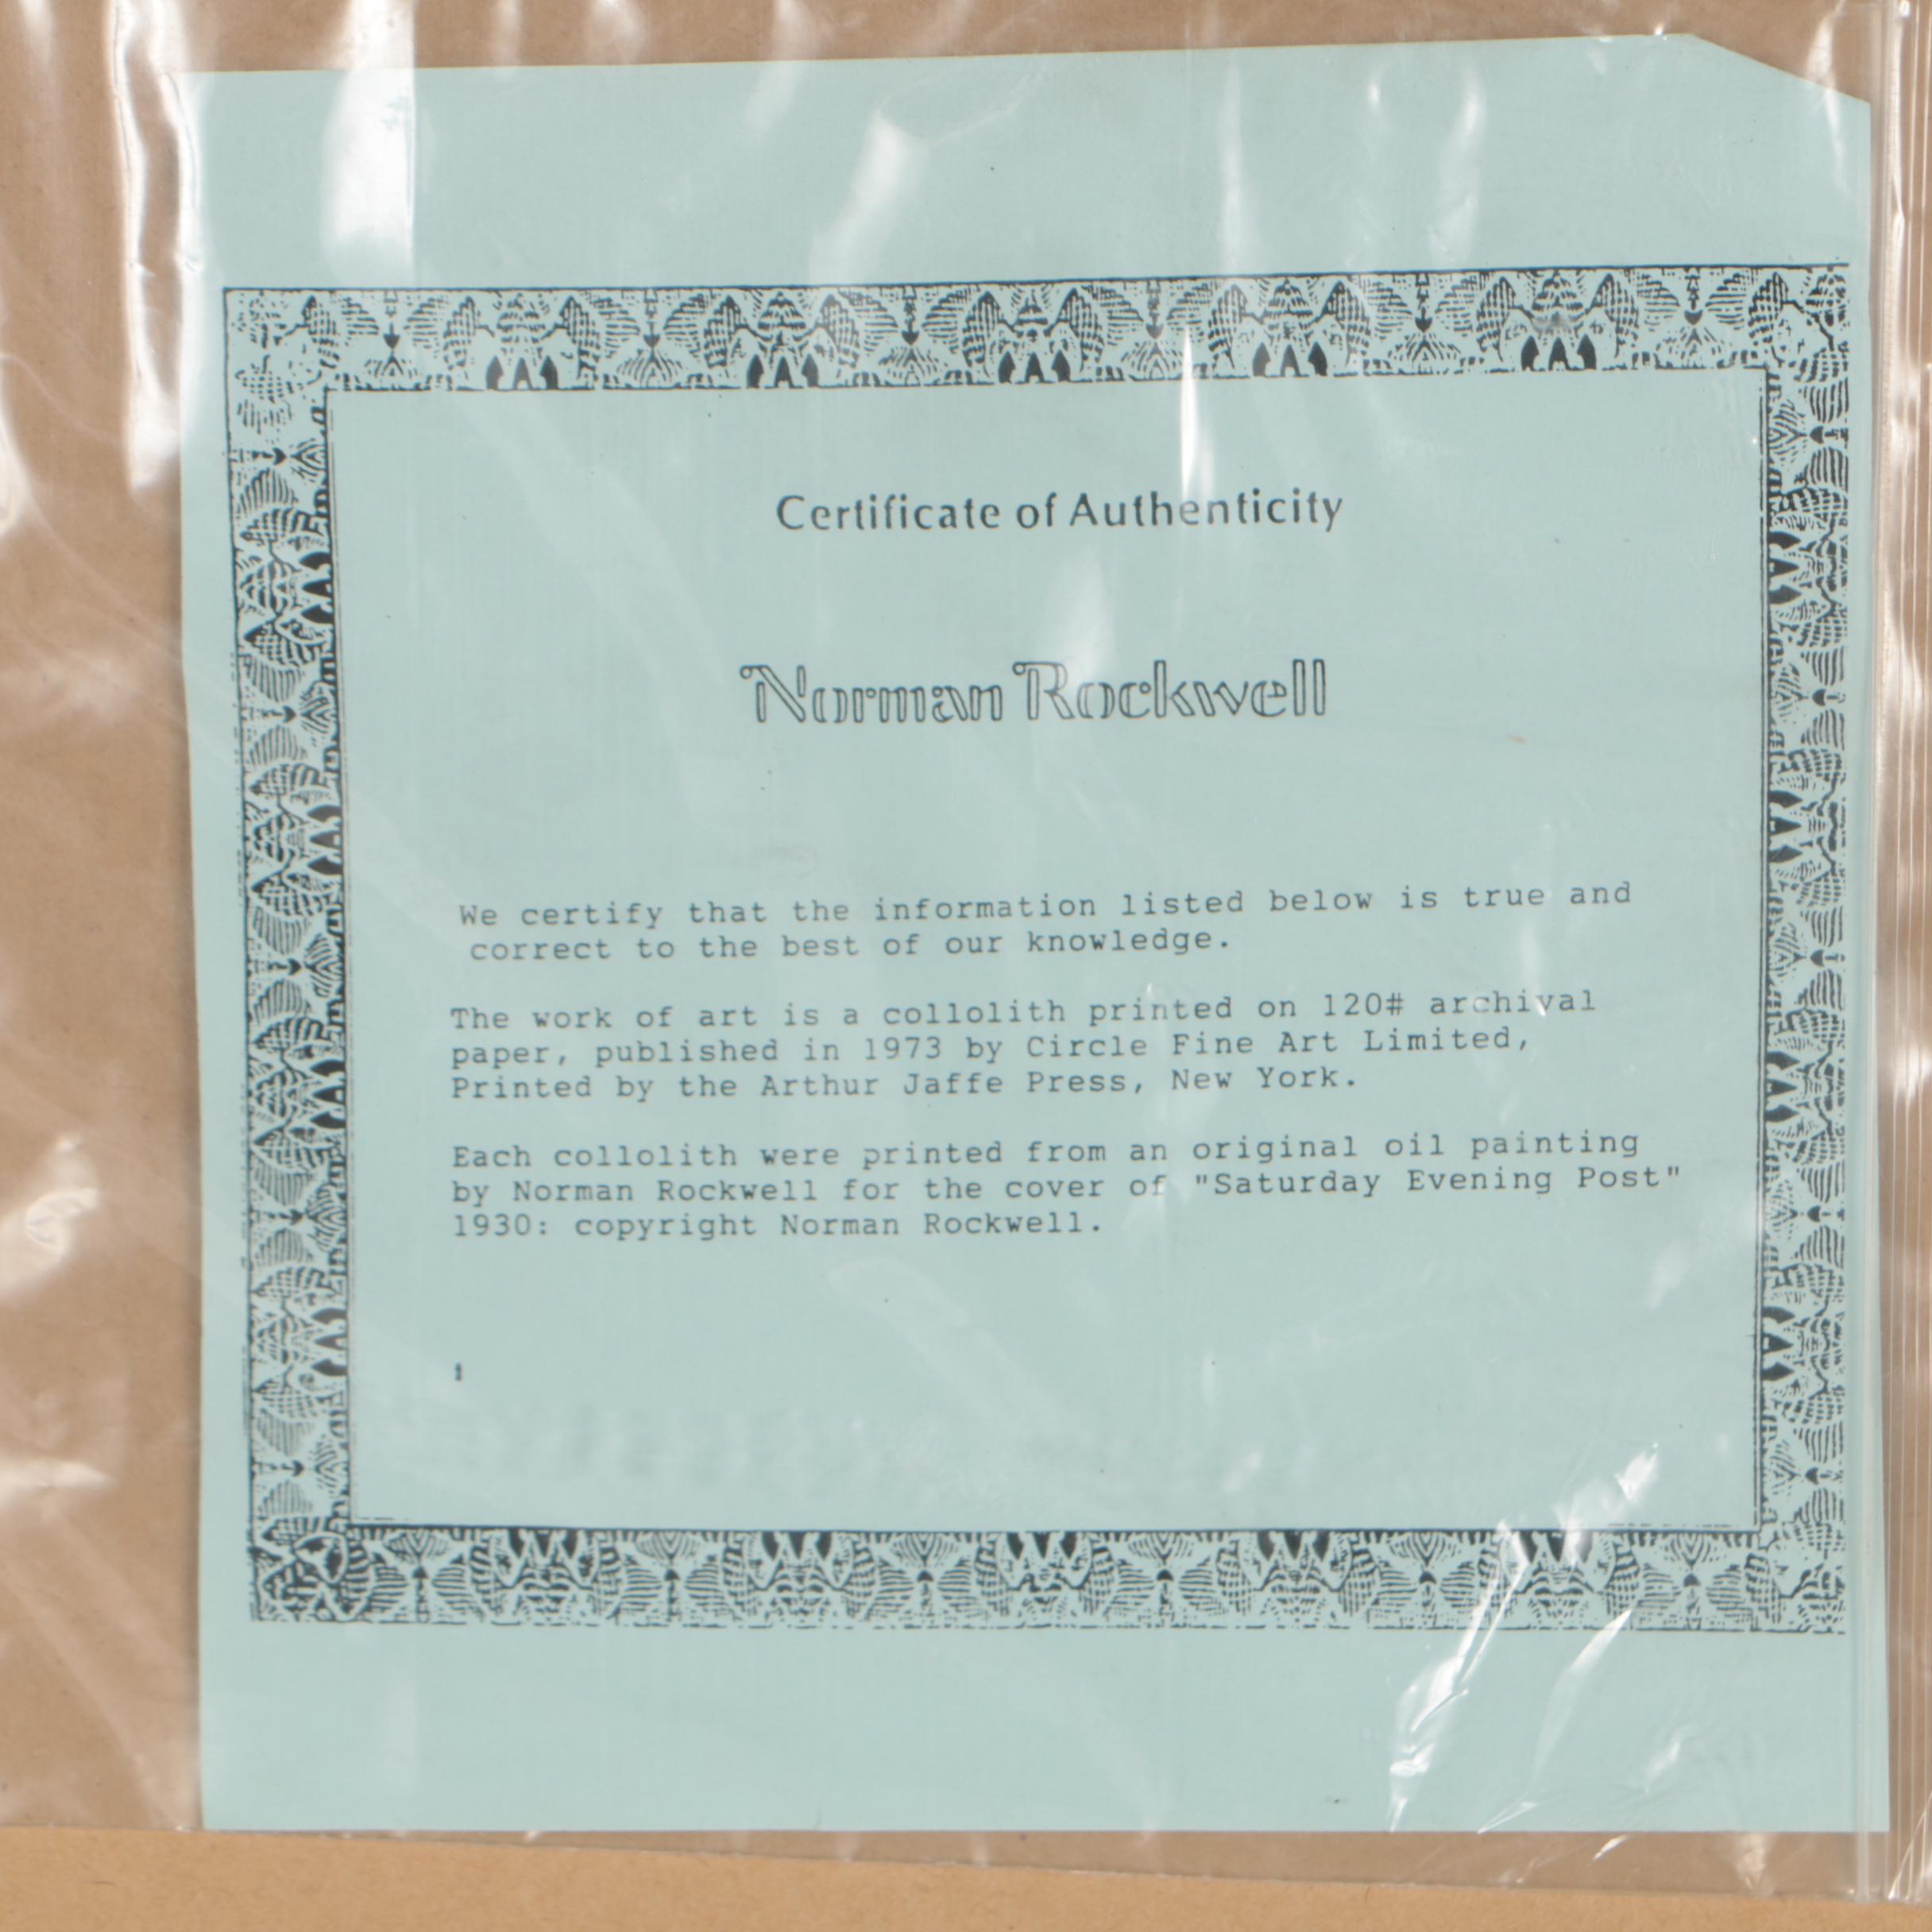 Certificate of Authenticity
Norman Rockwell
We certify that the information listed below is true and
correct to the best of our knowledge.
The work of art is a collolith printed on 120# archival
paper, published in 1973 by Circle Fine Art Limited,
Printed by the Arthur Jaffe Press, New York.
Each collolith were printed from an original oil painting
by Norman Rockwell for the cover of "Saturday Evening Post"
1930: copyright Norman Rockwell.